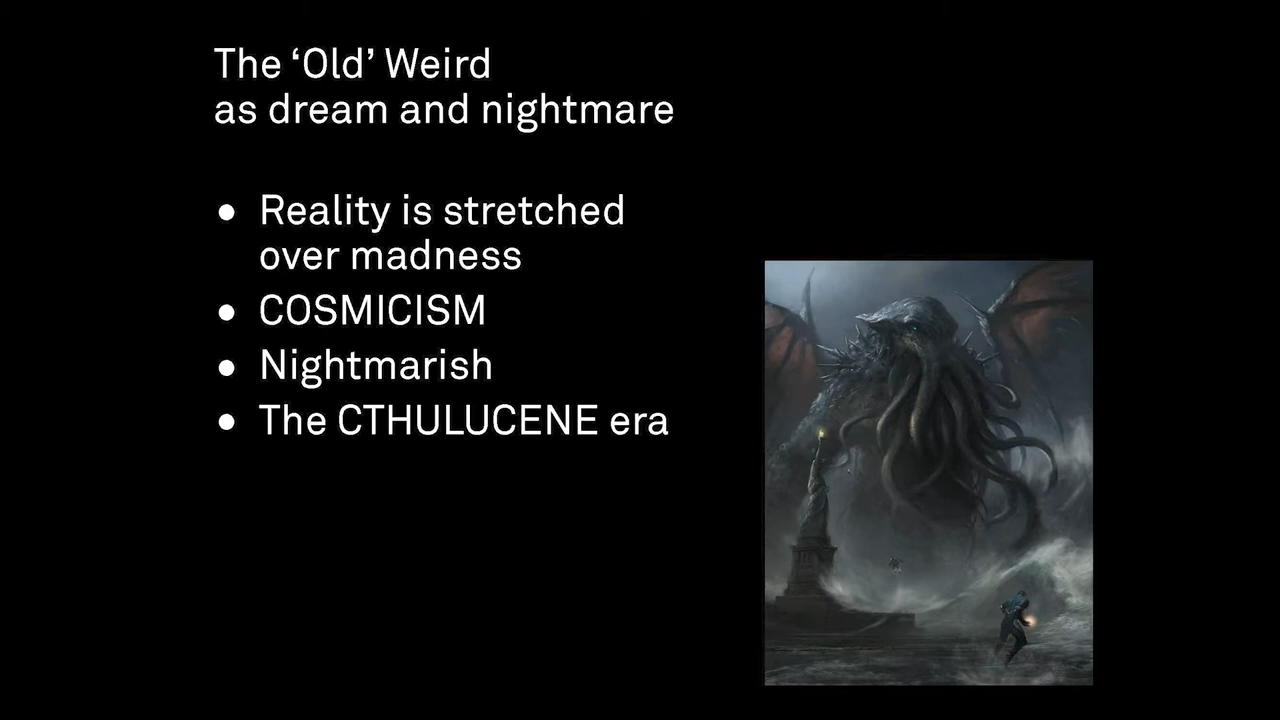 The ‘Old’ Weird
as dream and nightmare
● Reality is stretched
over madness
● COSMICISM
● Nightmarish
● The CTHULUCENE era